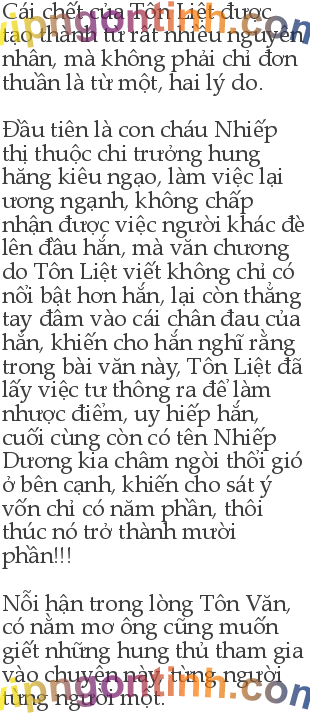 Cái chết của Tôn Liệt được
tạo thành từ rất nhiều nguyên
nhân, mà không phải chỉ đơn
thuần là từ một, hai lý do.
Đầu tiên là con cháu Nhiếp
thị thuộc chi trưởng hung
hăng kiêu ngạo, làm việc lại
ương ngạnh, không chấp
nhận được việc người khác đè
lên đầu hắn, mà văn chương
do Tôn Liệt viết không chỉ có
nổi bật hơn hắn, lại còn thẳng
tay đâm vào cái chân đau của
hắn, khiến cho hắn nghĩ rằng
trong bài văn này, Tôn Liệt đã
lấy việc tư thông ra để làm
nhược điểm, uy hiếp hắn,
cuối cùng còn có tên Nhiếp
Dương kia châm ngòi thổi gió
ở bên cạnh, khiến cho sát ý
vốn chỉ có năm phần, thôi
thúc nó trở thành mười
phần!!!
Nỗi hận trong lòng Tôn Văn,
có nằm mơ ông cũng muốn
giết những hung thủ tham gia
vào chuyện này, từng người
từng người một.